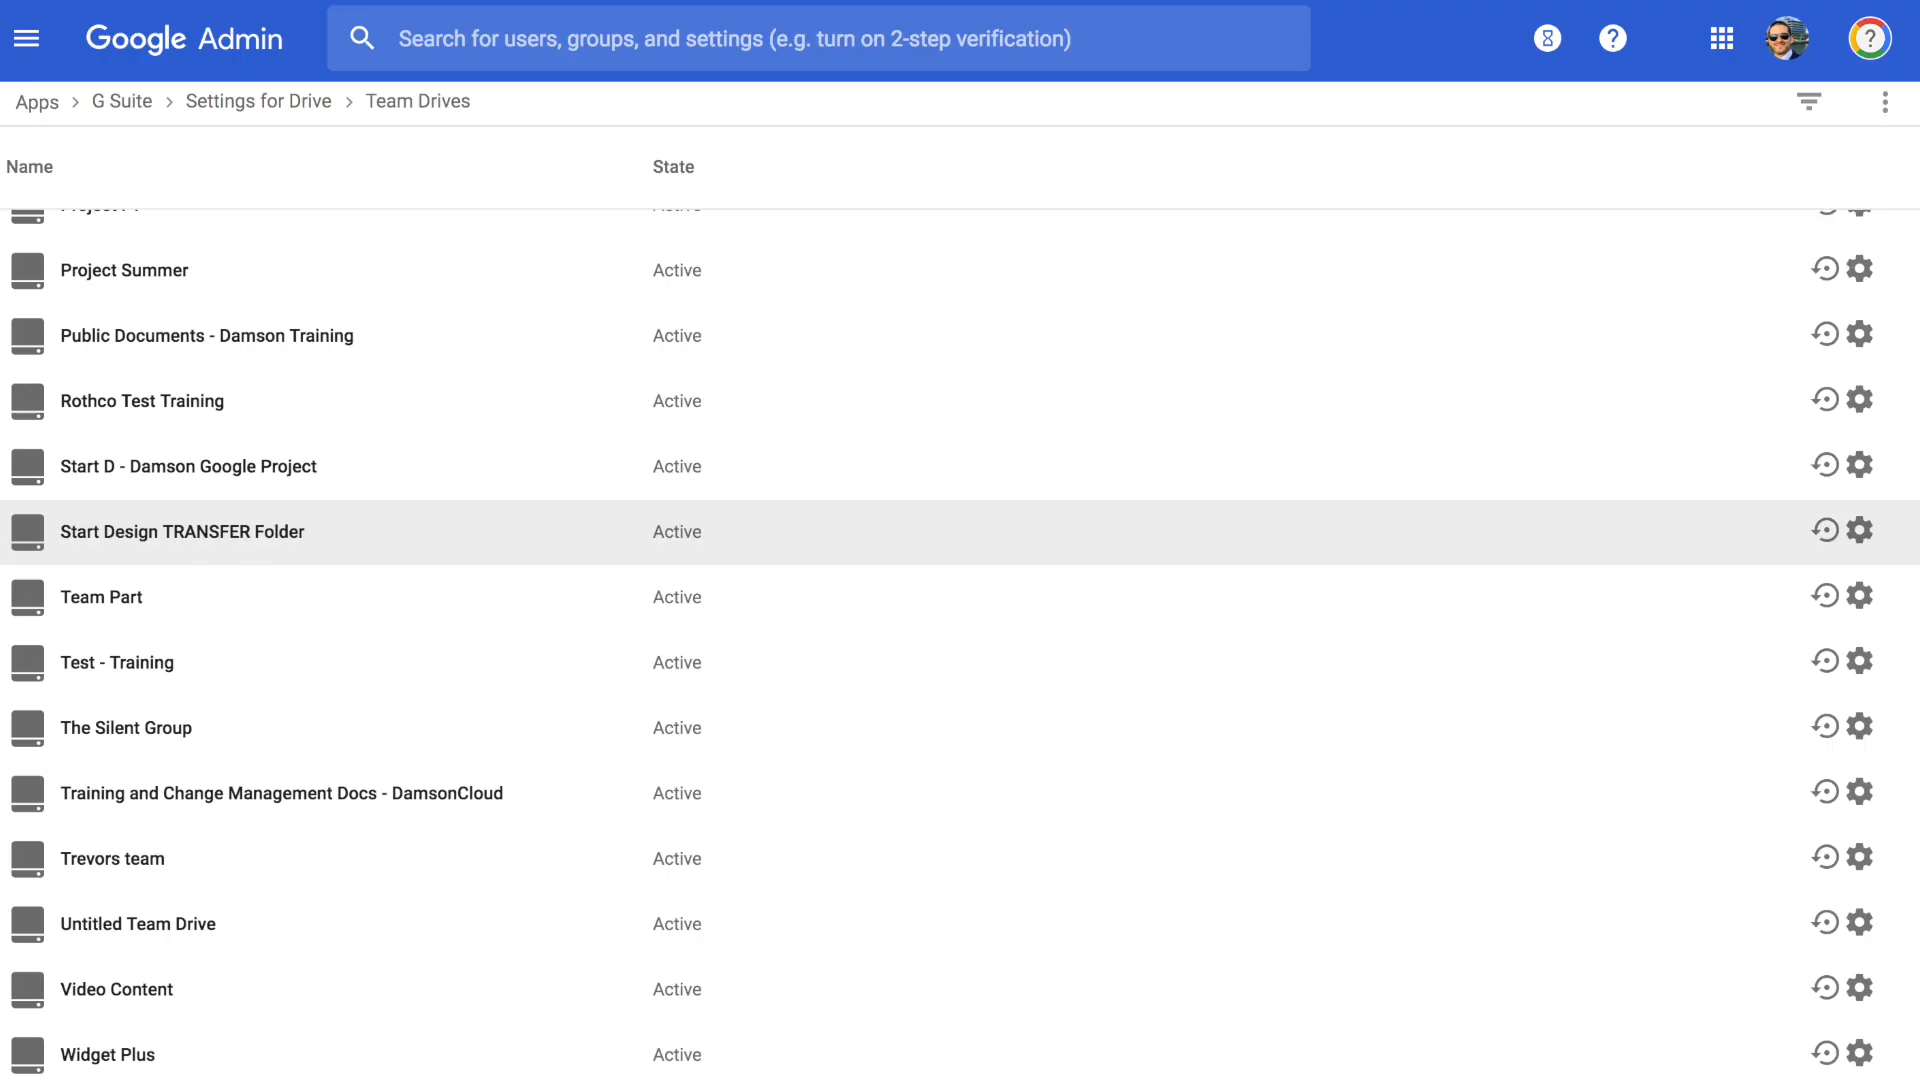 Google Admin
Search for users, groups, and settings (e.g. turn on 2-step verification)
Apps > G Suite > Settings for Drive > Team Drives
Name State
Project Summer Active
Public Documents - Damson Training Active
Rothco Test Training Active
Start D - Damson Google Project Active
Start Design TRANSFER Folder Active
Team Part Active
Test - Training Active
The Silent Group Active
Training and Change Management Docs - DamsonCloud Active
Trevors team Active
Untitled Team Drive Active
Video Content Active
Widget Plus Active